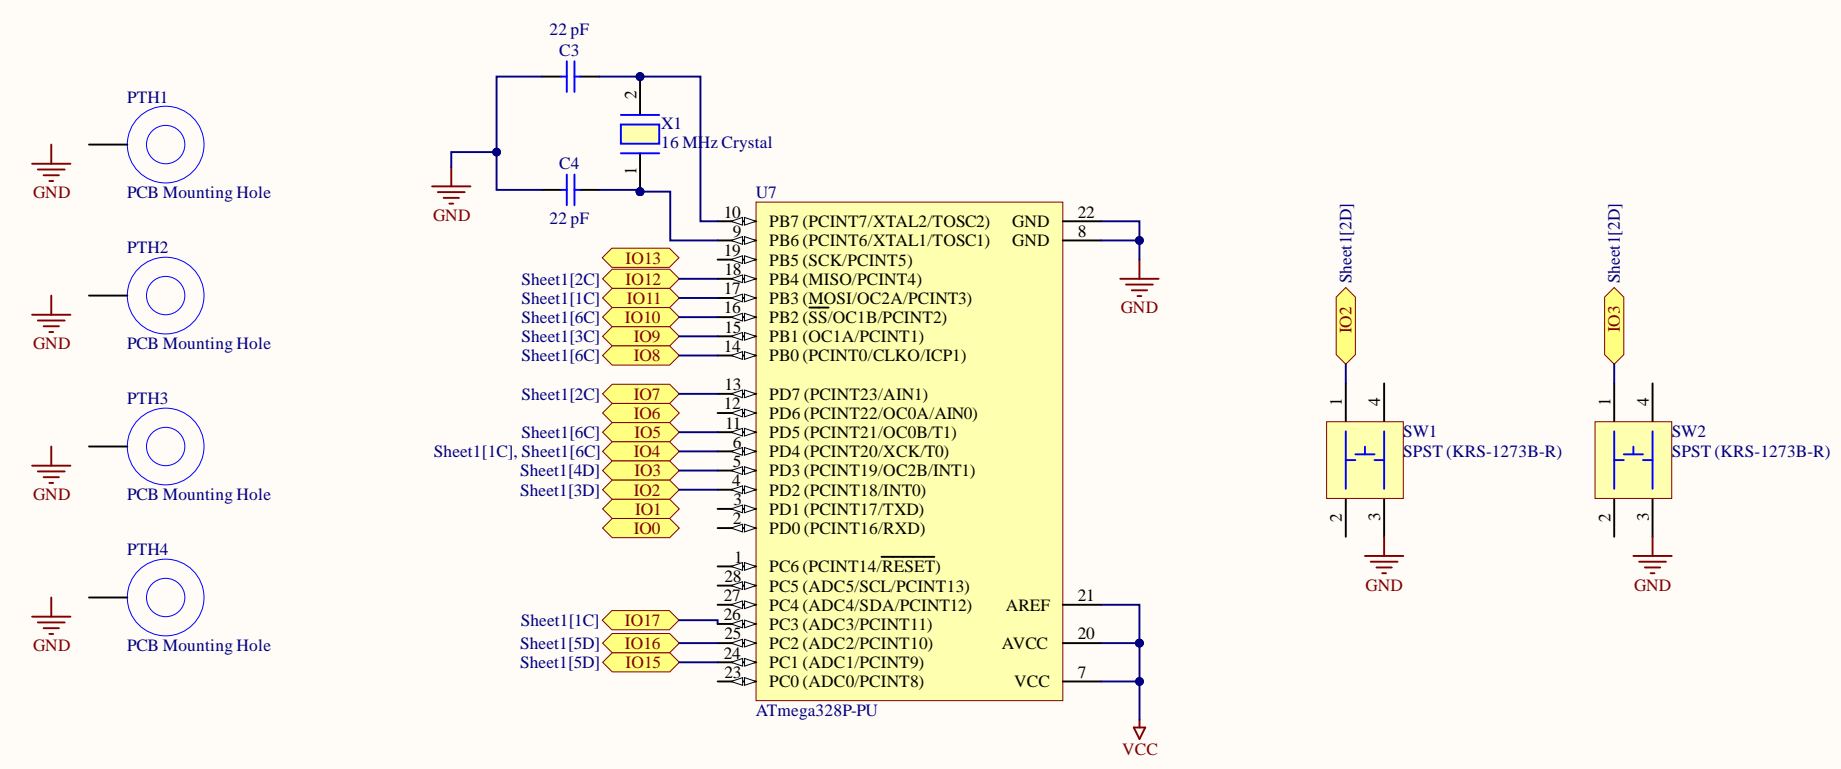 PTH1
GND
PCB Mounting Hole
PTH2
GND
PCB Mounting Hole
PTH3
GND
PCB Mounting Hole
PTH4
GND
PCB Mounting Hole
22 pF
C3
2
X1
16 MHz Crystal
1
C4
22 pF
GND
U7
10 PB7 (PCINT7/XTAL2/TOSC2)
9 PB6 (PCINT6/XTAL1/TOSC1)
IO13 19 PB5 (SCK/PCINT5)
Sheet1[2C] IO12 18 PB4 (MISO/PCINT4)
Sheet1[1C] IO11 17 PB3 (MOSI/OC2A/PCINT3)
Sheet1[6C] IO10 16 PB2 (SS/OC1B/PCINT2)
Sheet1[3C] IO9 15 PB1 (OC1A/PCINT1)
Sheet1[6C] IO8 14 PB0 (PCINT0/CLKO/ICP1)
Sheet1[2C] IO7 13 PD7 (PCINT23/AIN1)
IO6 12 PD6 (PCINT22/OC0A/AIN0)
Sheet1[6C] IO5 11 PD5 (PCINT21/OC0B/T1)
Sheet1[1C], Sheet1[6C] IO4 6 PD4 (PCINT20/XCK/T0)
Sheet1[4D] IO3 5 PD3 (PCINT19/OC2B/INT1)
Sheet1[3D] IO2 4 PD2 (PCINT18/INT0)
IO1 3 PD1 (PCINT17/TXD)
IO0 2 PD0 (PCINT16/RXD)
1 PC6 (PCINT14/RESET)
28 PC5 (ADC5/SCL/PCINT13)
27 PC4 (ADC4/SDA/PCINT12)
Sheet1[1C] IO17 26 PC3 (ADC3/PCINT11)
Sheet1[5D] IO16 25 PC2 (ADC2/PCINT10)
Sheet1[5D] IO15 24 PC1 (ADC1/PCINT9)
23 PC0 (ADC0/PCINT8)
ATmega328P-PU
GND 22
GND 8
GND
AREF 21
AVCC 20
VCC 7
VCC
Sheet1[2D]
IO2
1 4
SW1
SPST (KRS-1273B-R)
2 3
GND
Sheet1[2D]
IO3
1 4
SW2
SPST (KRS-1273B-R)
2 3
GND